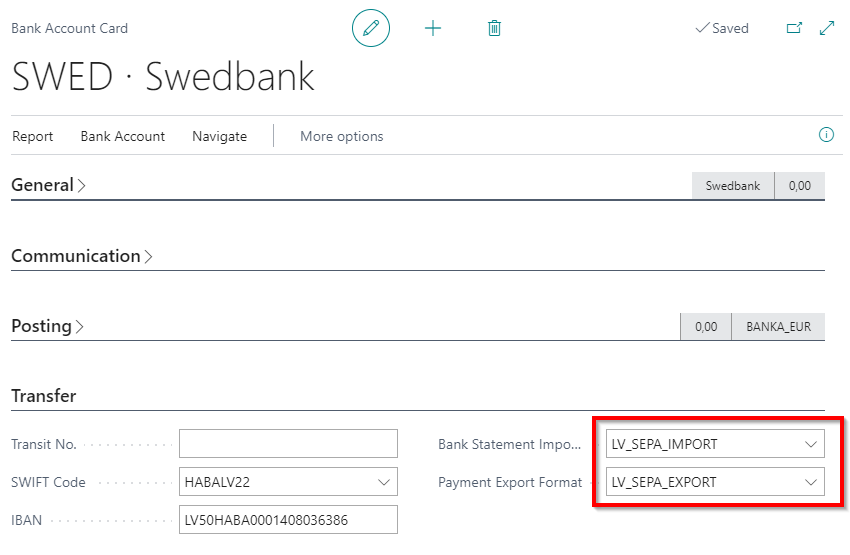 Bank Account Card
Saved
SWED · Swedbank
Report Bank Account Navigate More options
General
Swedbank 0,00
Communication
Posting
0,00 BANKA_EUR
Transfer
Transit No.
Bank Statement Impo... LV_SEPA_IMPORT
SWIFT Code HABALV22
Payment Export Format LV_SEPA_EXPORT
IBAN LV50HABA0001408036386